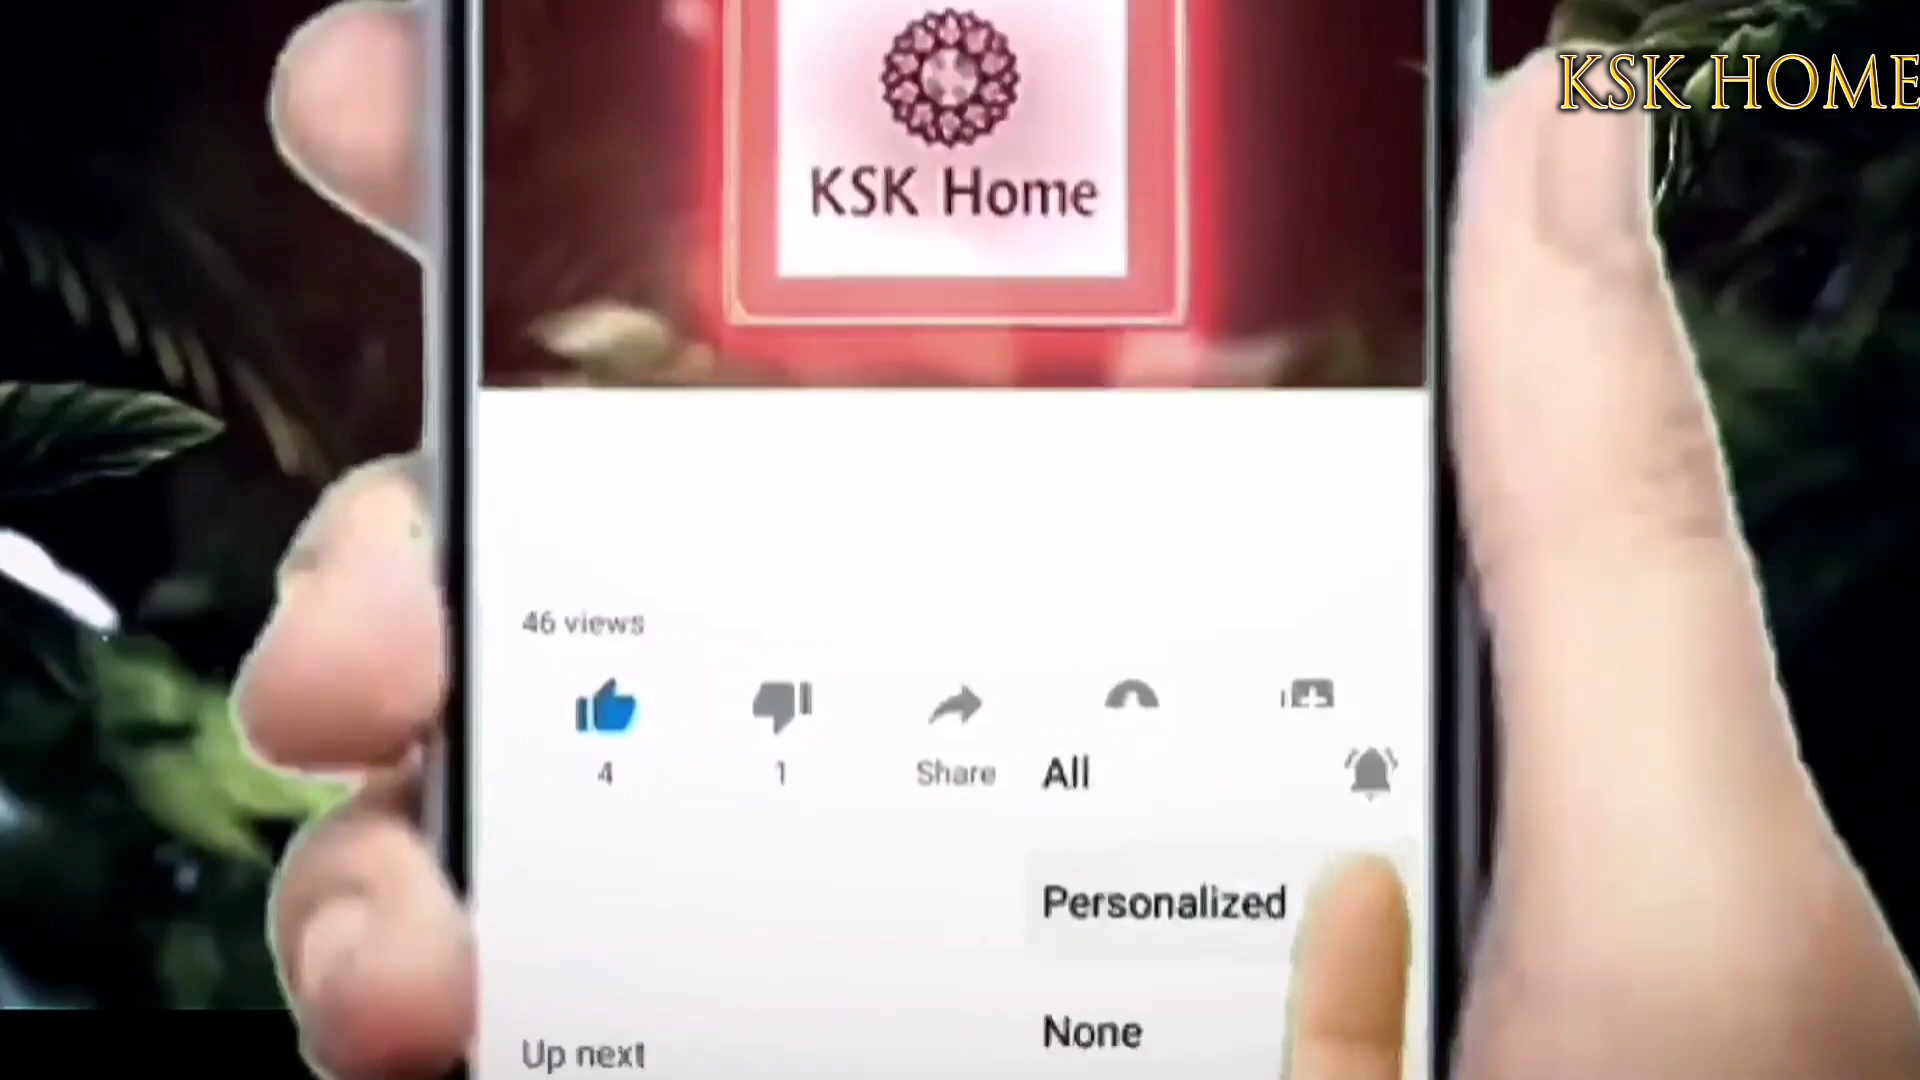 KSK HOME
KSK Home
46 views
4
1
Share
All
Personalized
None
Up next